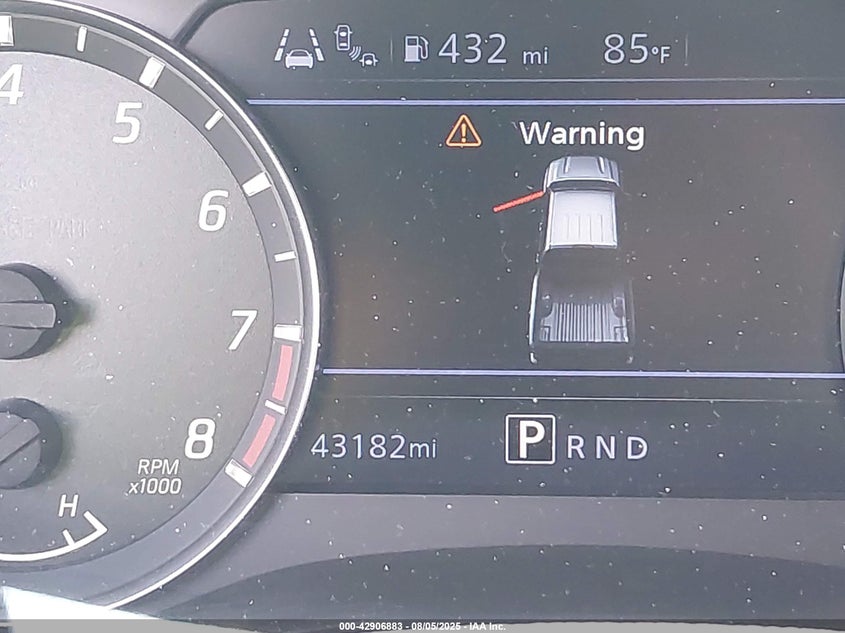 432 mi 85°F
Warning
4
5
6
7
8
RPM
x1000
H
43182mi
P R N D
000-42906883 - 08/05/2025 - IAA Inc.